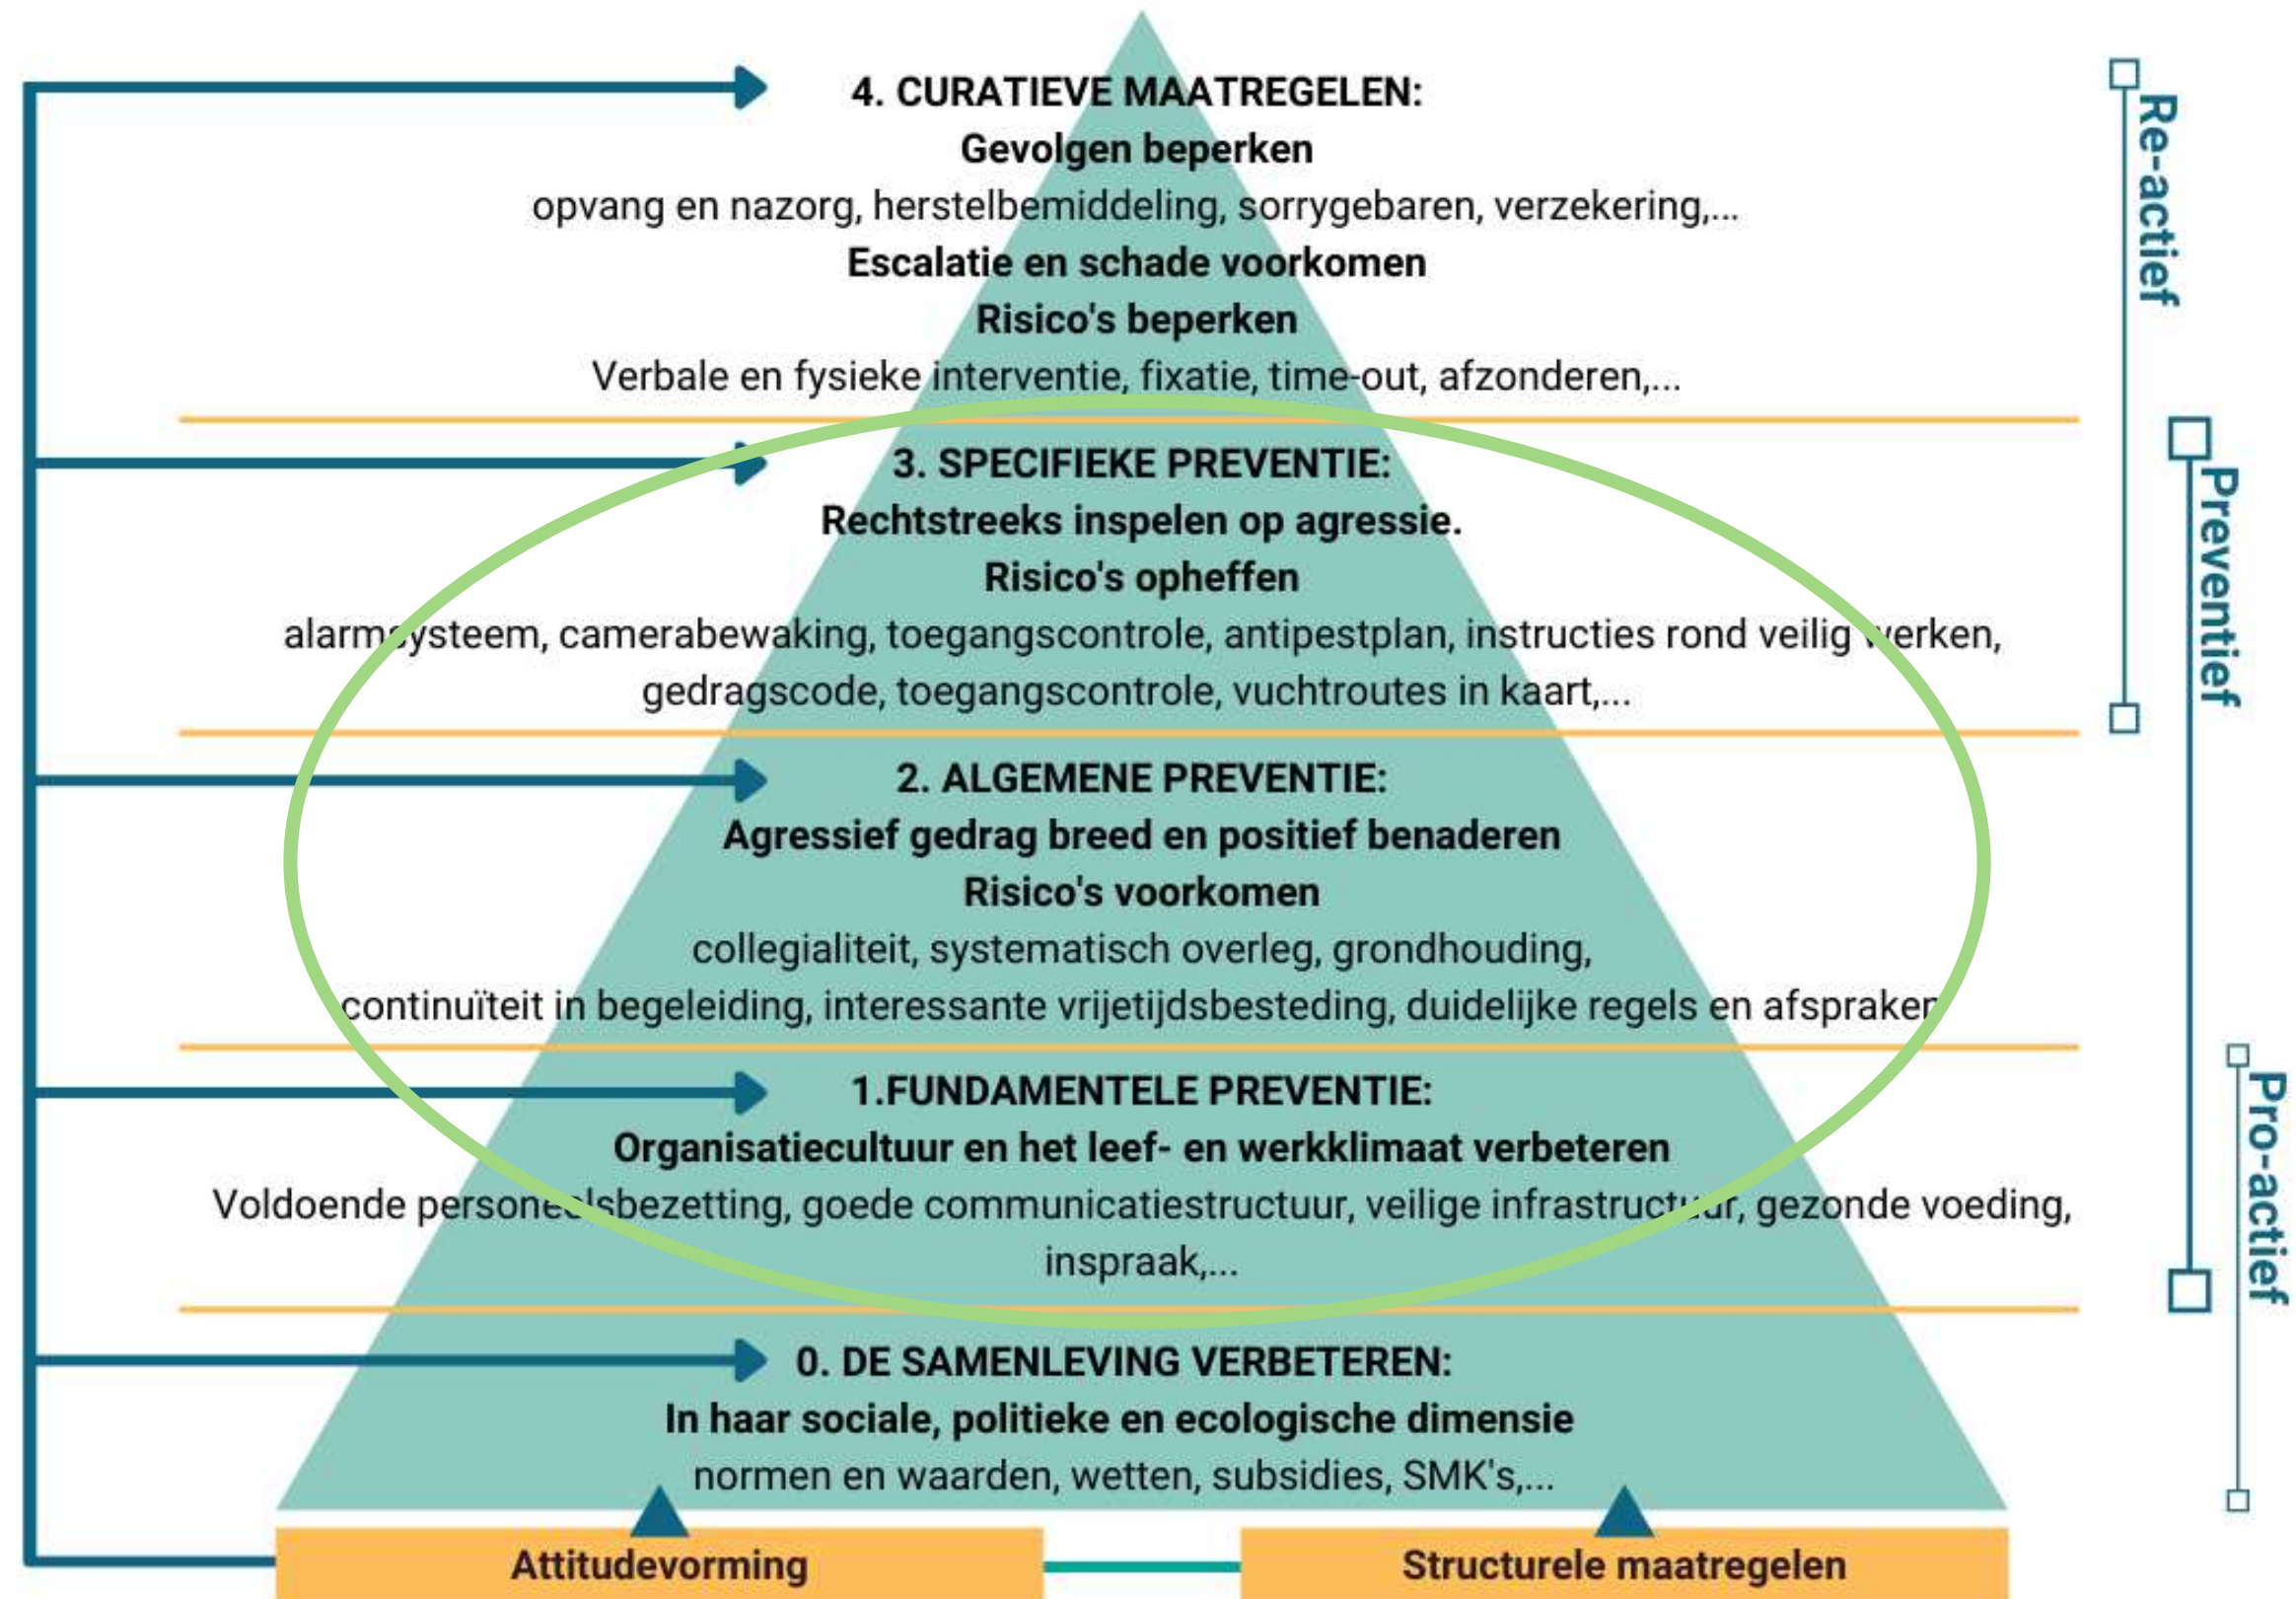 4. CURATIEVE MAATREGELEN:
Gevolgen beperken
opvang en nazorg, herstelbemiddeling, sorrygebaren, verzekering,...
Escalatie en schade voorkomen
Risico's beperken
Verbale en fysieke interventie, fixatie, time-out, afzonderen,...
3. SPECIFIEKE PREVENTIE:
Rechtstreeks inspelen op agressie.
Risico's opheffen
alarmsysteem, camerabewaking, toegangscontrole, antipestplan, instructies rond veilig werken,
gedragscode, toegangscontrole, vuchtroutes in kaart,...
2. ALGEMENE PREVENTIE:
Agressief gedrag breed en positief benaderen
Risico's voorkomen
collegialiteit, systematisch overleg, grondhouding,
continuïteit in begeleiding, interessante vrijetijdsbesteding, duidelijke regels en afspraken
1.FUNDAMENTELE PREVENTIE:
Organisatiecultuur en het leef- en werkklimaat verbeteren
Voldoende personeelsbezetting, goede communicatiestructuur, veilige infrastructuur, gezonde voeding,
inspraak,...
0. DE SAMENLEVING VERBETEREN:
In haar sociale, politieke en ecologische dimensie
normen en waarden, wetten, subsidies, SMK's,...
Attitudevorming
Structurele maatregelen
Re-actief
Preventief
Pro-actief